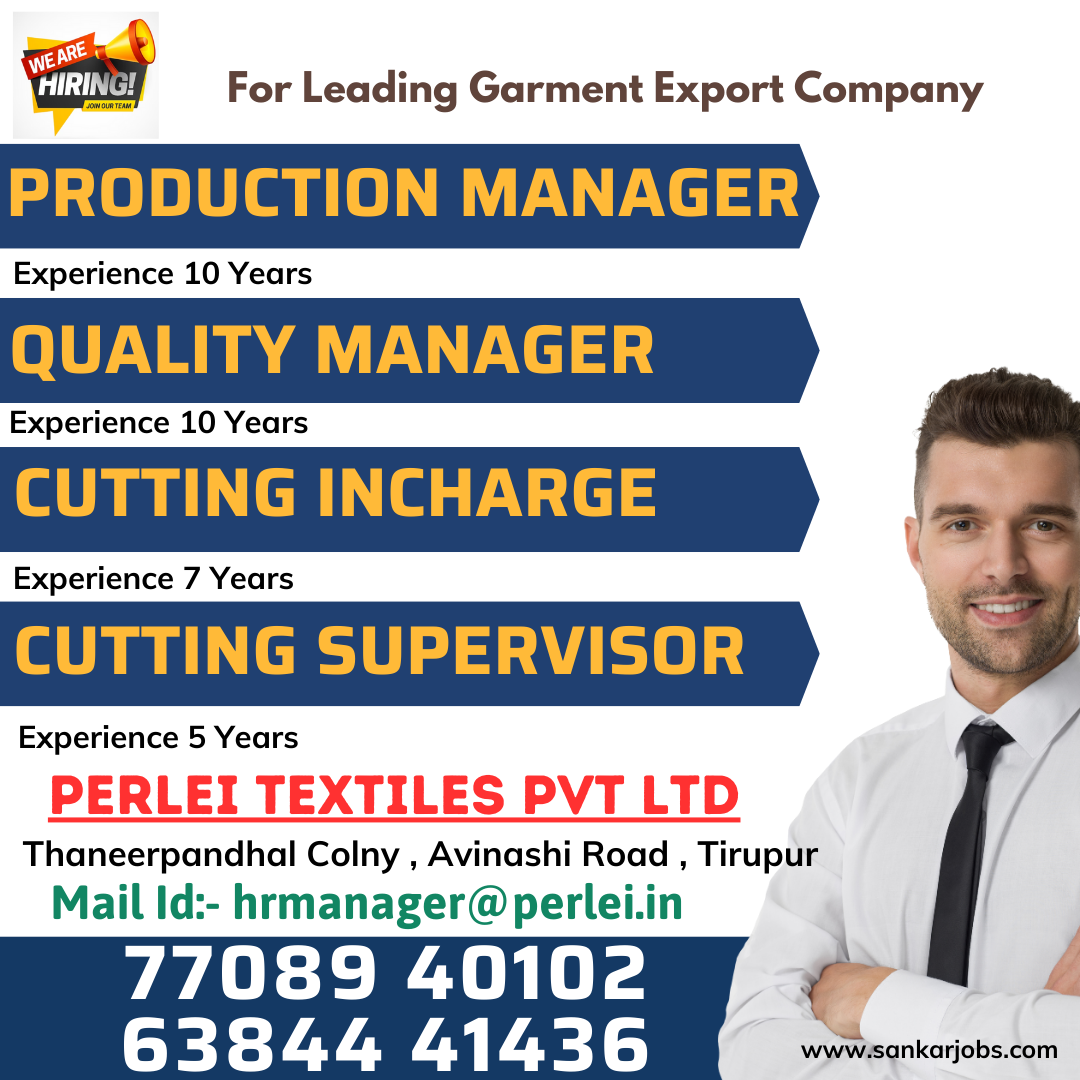 WE ARE
HIRING!
JOIN OUR TEAM
For Leading Garment Export Company
PRODUCTION MANAGER
Experience 10 Years
QUALITY MANAGER
Experience 10 Years
CUTTING INCHARGE
Experience 7 Years
CUTTING SUPERVISOR
Experience 5 Years
PERLEI TEXTILES PVT LTD
Thaneerpandhal Colny , Avinashi Road , Tirupur
Mail Id:- hrmanager@perlei.in
77089 40102
63844 41436
www.sankarjobs.com